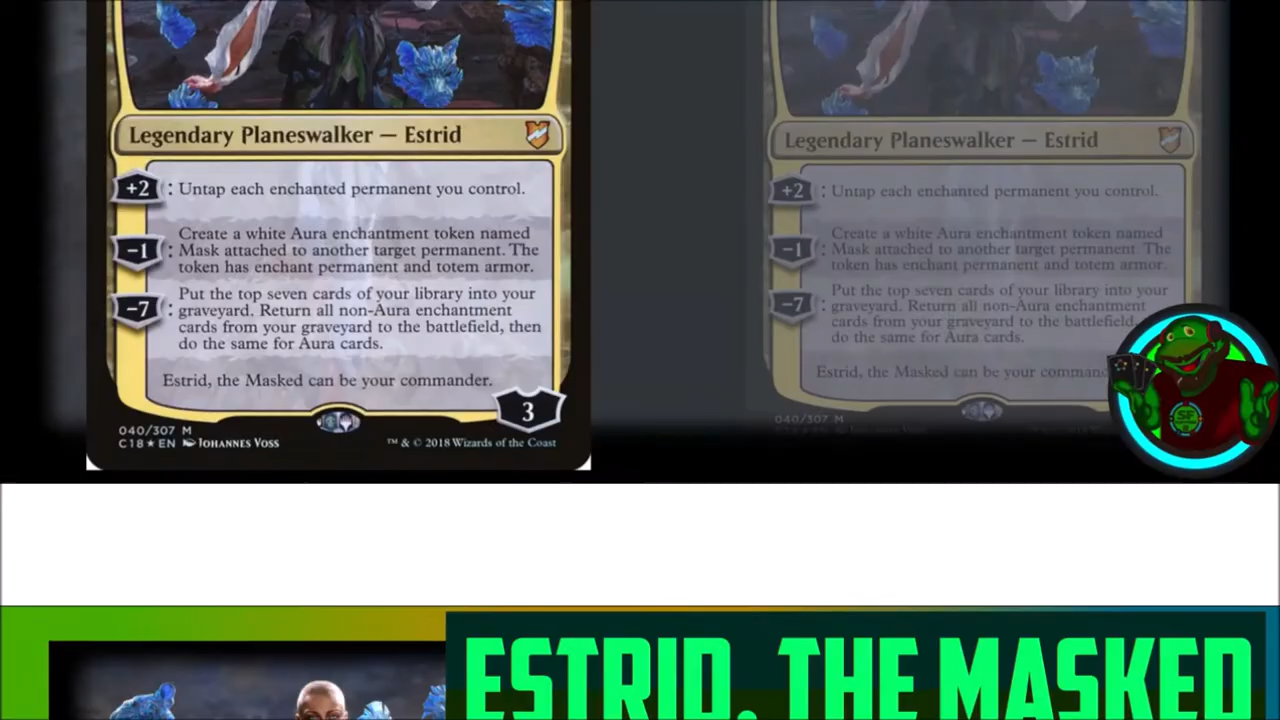 Legendary Planeswalker — Estrid
+2 : Untap each enchanted permanent you control.
Create a white Aura enchantment token named
−1 : Mask attached to another target permanent. The
token has enchant permanent and totem armor.
Put the top seven cards of your library into your
−7 : graveyard. Return all non-Aura enchantment
cards from your graveyard to the battlefield, then
do the same for Aura cards.
Estrid, the Masked can be your commander.
3
040/307 M
C18 ★ EN Johannes Voss
™ & © 2018 Wizards of the Coast
Legendary Planeswalker — Estrid
+2 : Untap each enchanted permanent you control.
Create a white Aura enchantment token named
−1 : Mask attached to another target permanent. The
token has enchant permanent and totem armor.
Put the top seven cards of your library into your
−7 : graveyard. Return all non-Aura enchantment
cards from your graveyard to the battlefield
do the same for Aura cards.
Estrid, the Masked can be your comman
040/307 M
SF
ESTRID, THE MASKED